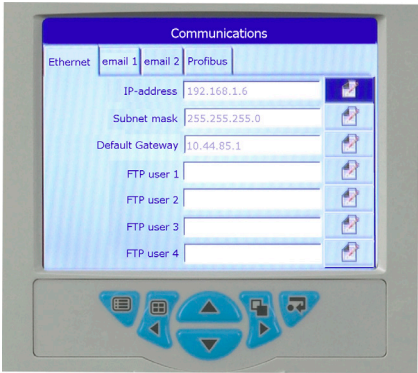 Communications
Ethernet email 1 email 2 Profibus
IP-address 192.168.1.6
Subnet mask 255.255.255.0
Default Gateway 10.44.85.1
FTP user 1
FTP user 2
FTP user 3
FTP user 4